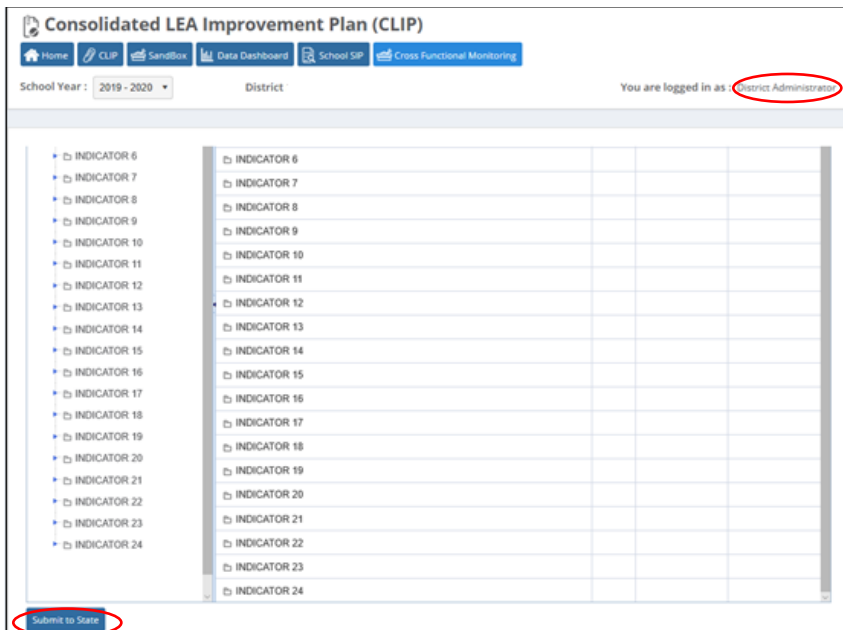 Consolidated LEA Improvement Plan (CLIP)
Home CLIP SandBox Data Dashboard School SIP Cross Functional Monitoring
School Year : 2019 - 2020 District You are logged in as : District Administrator
INDICATOR 6
INDICATOR 7
INDICATOR 8
INDICATOR 9
INDICATOR 10
INDICATOR 11
INDICATOR 12
INDICATOR 13
INDICATOR 14
INDICATOR 15
INDICATOR 16
INDICATOR 17
INDICATOR 18
INDICATOR 19
INDICATOR 20
INDICATOR 21
INDICATOR 22
INDICATOR 23
INDICATOR 24
INDICATOR 6
INDICATOR 7
INDICATOR 8
INDICATOR 9
INDICATOR 10
INDICATOR 11
INDICATOR 12
INDICATOR 13
INDICATOR 14
INDICATOR 15
INDICATOR 16
INDICATOR 17
INDICATOR 18
INDICATOR 19
INDICATOR 20
INDICATOR 21
INDICATOR 22
INDICATOR 23
INDICATOR 24
Submit to State